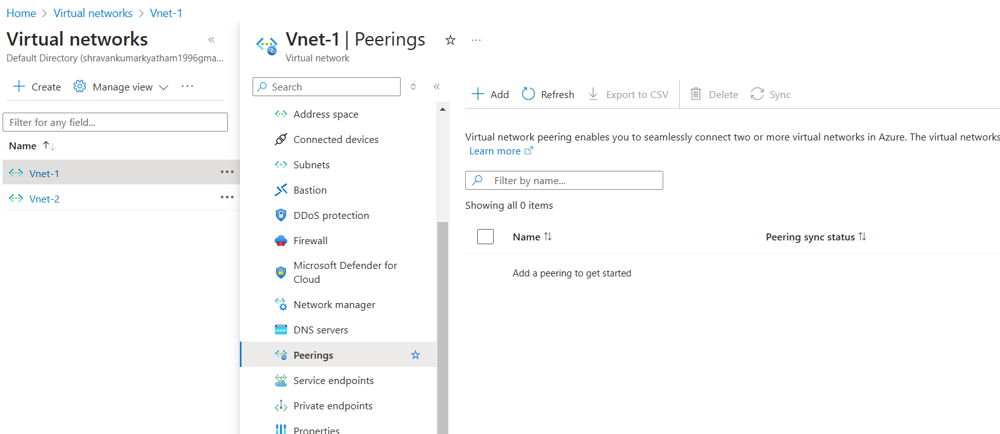 Home > Virtual networks > Vnet-1
Virtual networks
Default Directory (shravankumarkyatham1996gma...
Create Manage view
Filter for any field...
Name
Vnet-1
Vnet-2
Vnet-1 | Peerings
Virtual network
Search
Address space
Connected devices
Subnets
Bastion
DDoS protection
Firewall
Microsoft Defender for
Cloud
Network manager
DNS servers
Peerings
Service endpoints
Private endpoints
Properties
Add Refresh Export to CSV Delete Sync
Virtual network peering enables you to seamlessly connect two or more virtual networks in Azure. The virtual networks
Learn more
Filter by name...
Showing all 0 items
Name Peering sync status
Add a peering to get started